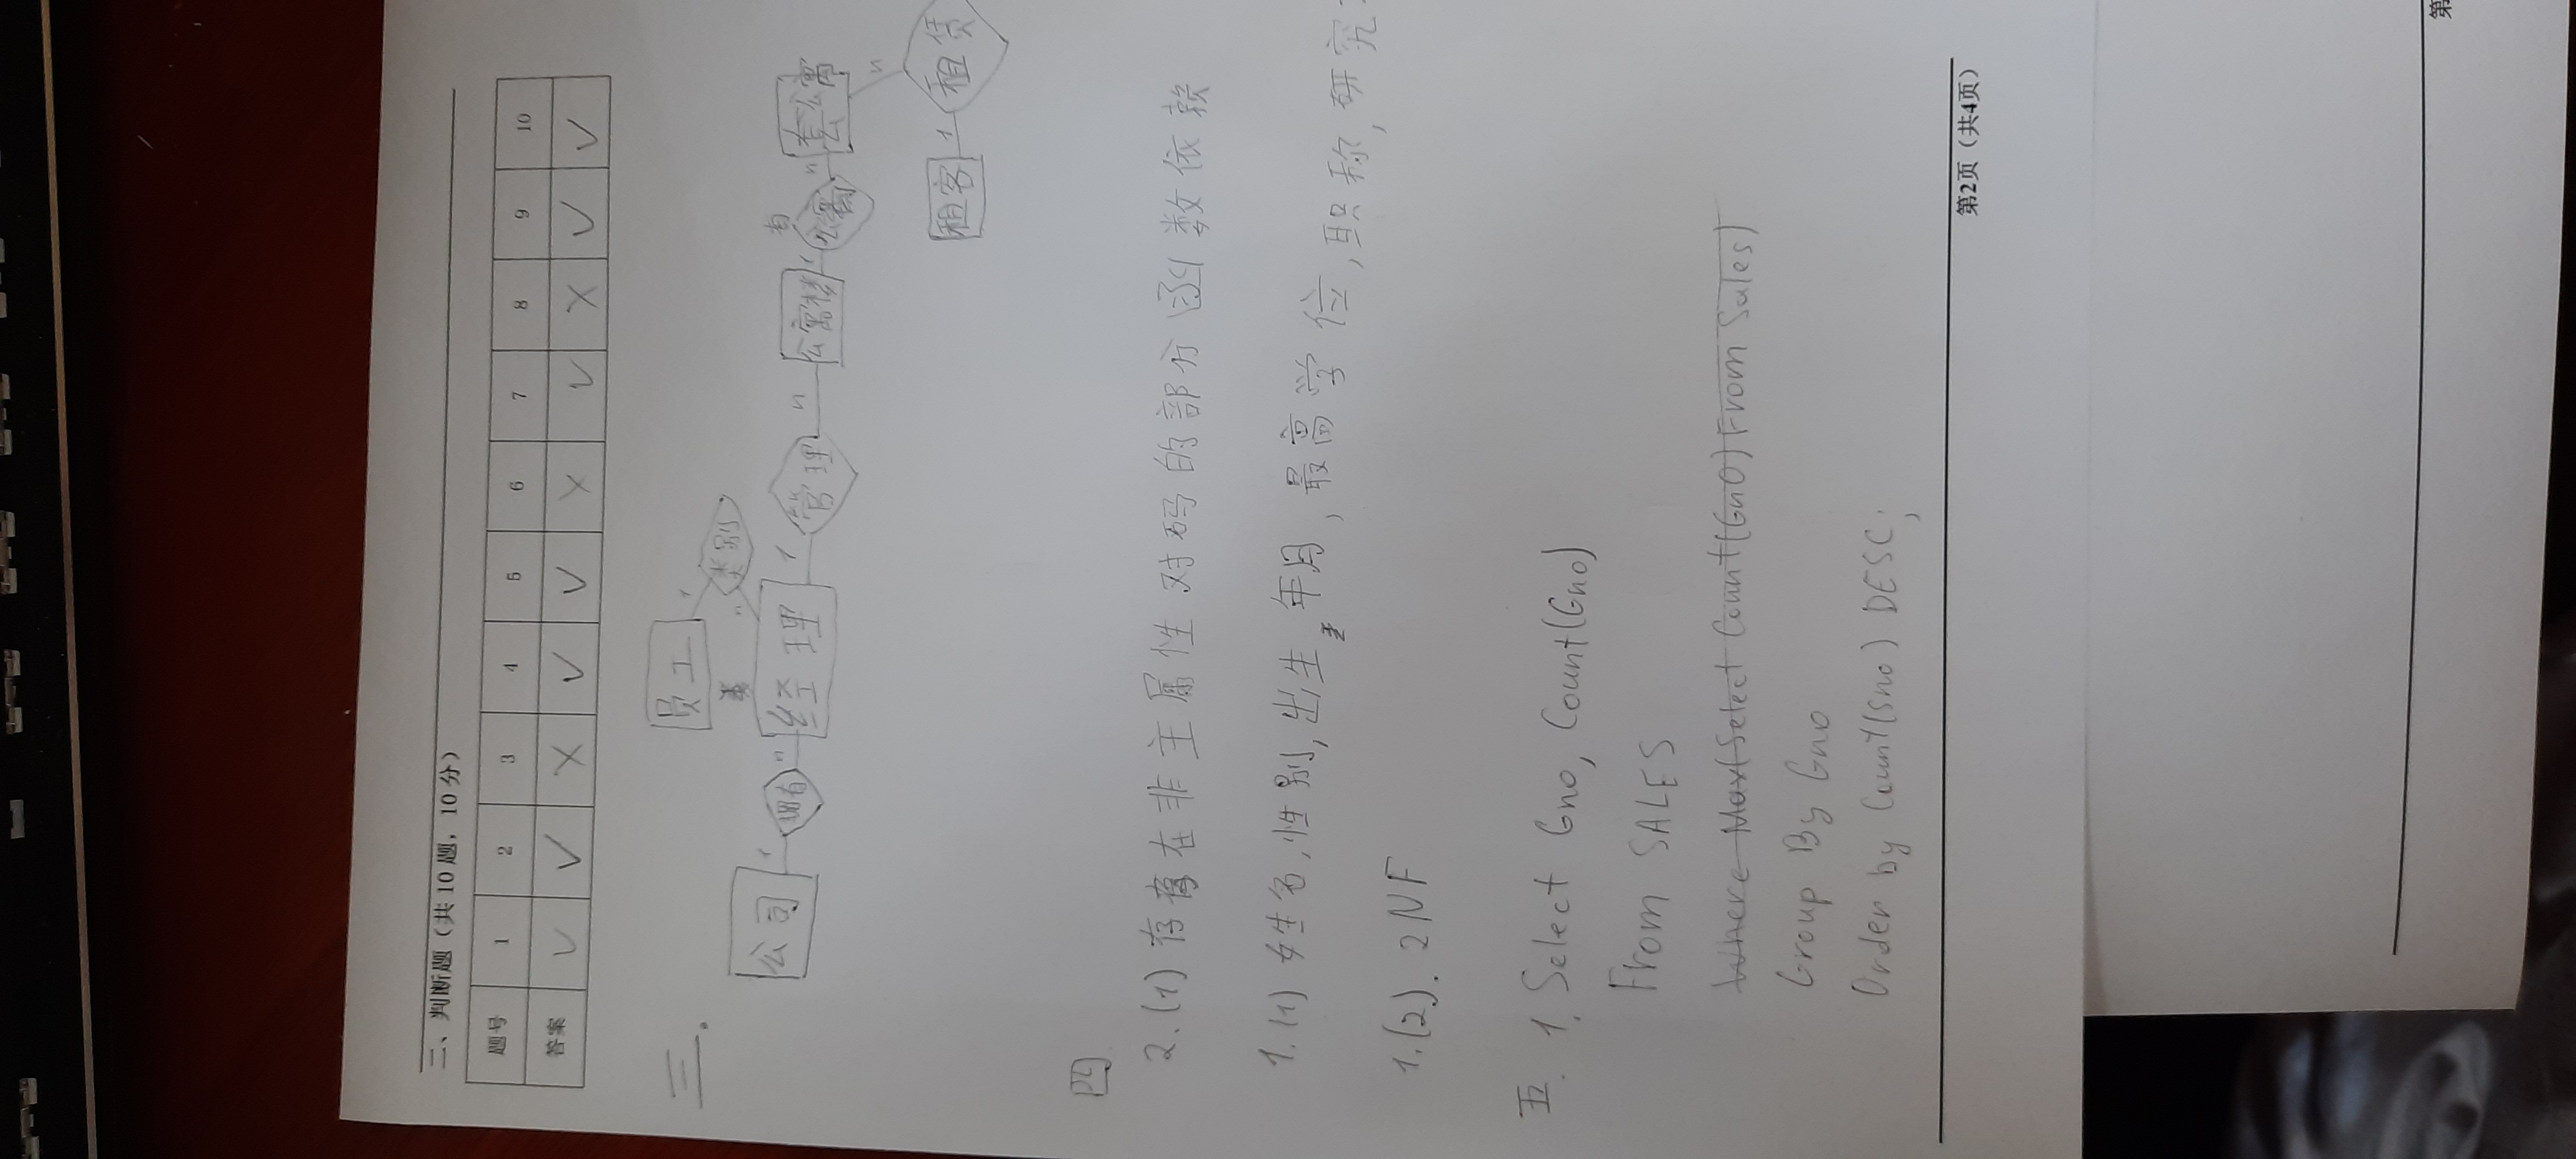 二、判断题（共10题，10分）
题号 1 2 3 4 5 6 7 8 9 10
答案 √ √ × √ √ × √ × √ √
三.
员工 1 类别 n
公司 1 拥有 n 经理 1 管理 n 公寓楼 1 公寓 有 n 套公寓
n
租客 1 租赁
四
2.(1) 存在非主属性对码的部分函数依赖
1.(1) 姓名,性别,出生年月,最高学位,职称,研究
1.(2). 2NF
五. 1. Select Gno, Count(Gno)
From SALES
Where Max(Select Count(GnO) From Sales)
Group By Gno
Order by Count(Sno) DESC;
第2页（共4页）
第